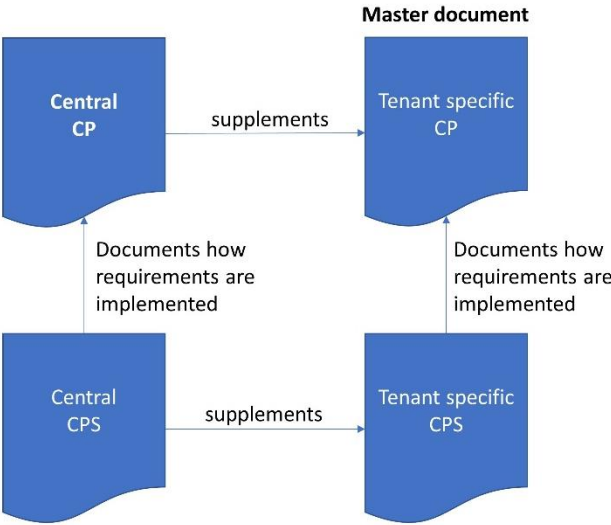 Master document
Central
CP
supplements
Tenant specific
CP
Documents how
requirements are
implemented
Documents how
requirements are
implemented
Central
CPS
supplements
Tenant specific
CPS